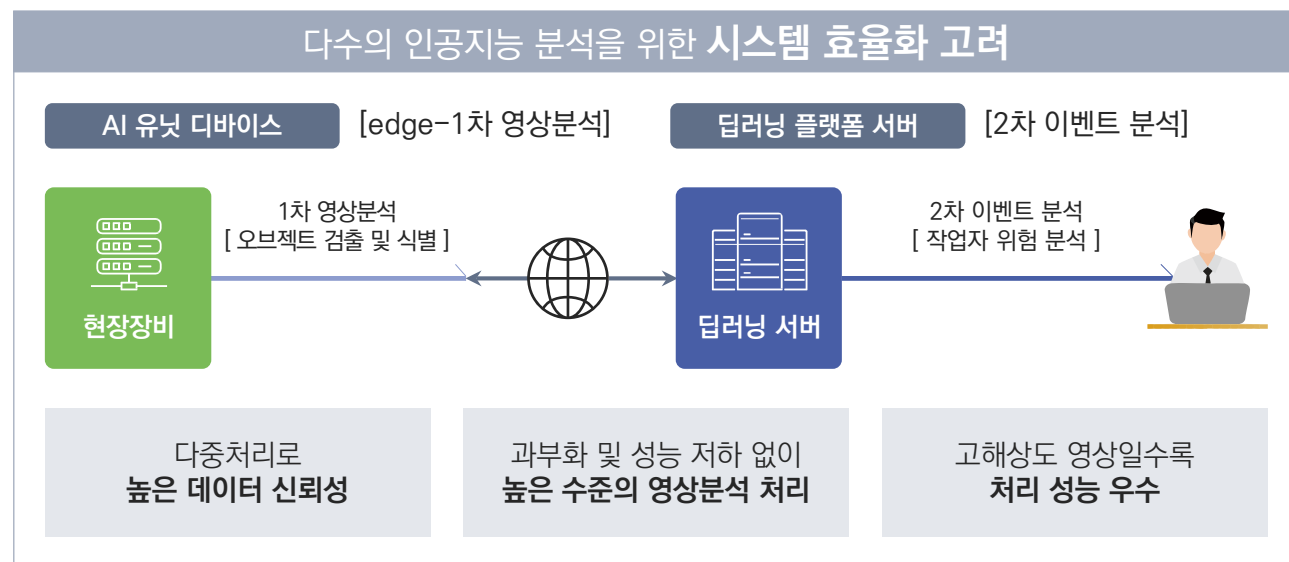 다수의 인공지능 분석을 위한 시스템 효율화 고려
AI 유닛 디바이스 [edge-1차 영상분석]
딥러닝 플랫폼 서버 [2차 이벤트 분석]
현장장비
1차 영상분석
[ 오브젝트 검출 및 식별 ]
딥러닝 서버
2차 이벤트 분석
[ 작업자 위험 분석 ]
다중처리로
높은 데이터 신뢰성
과부화 및 성능 저하 없이
높은 수준의 영상분석 처리
고해상도 영상일수록
처리 성능 우수